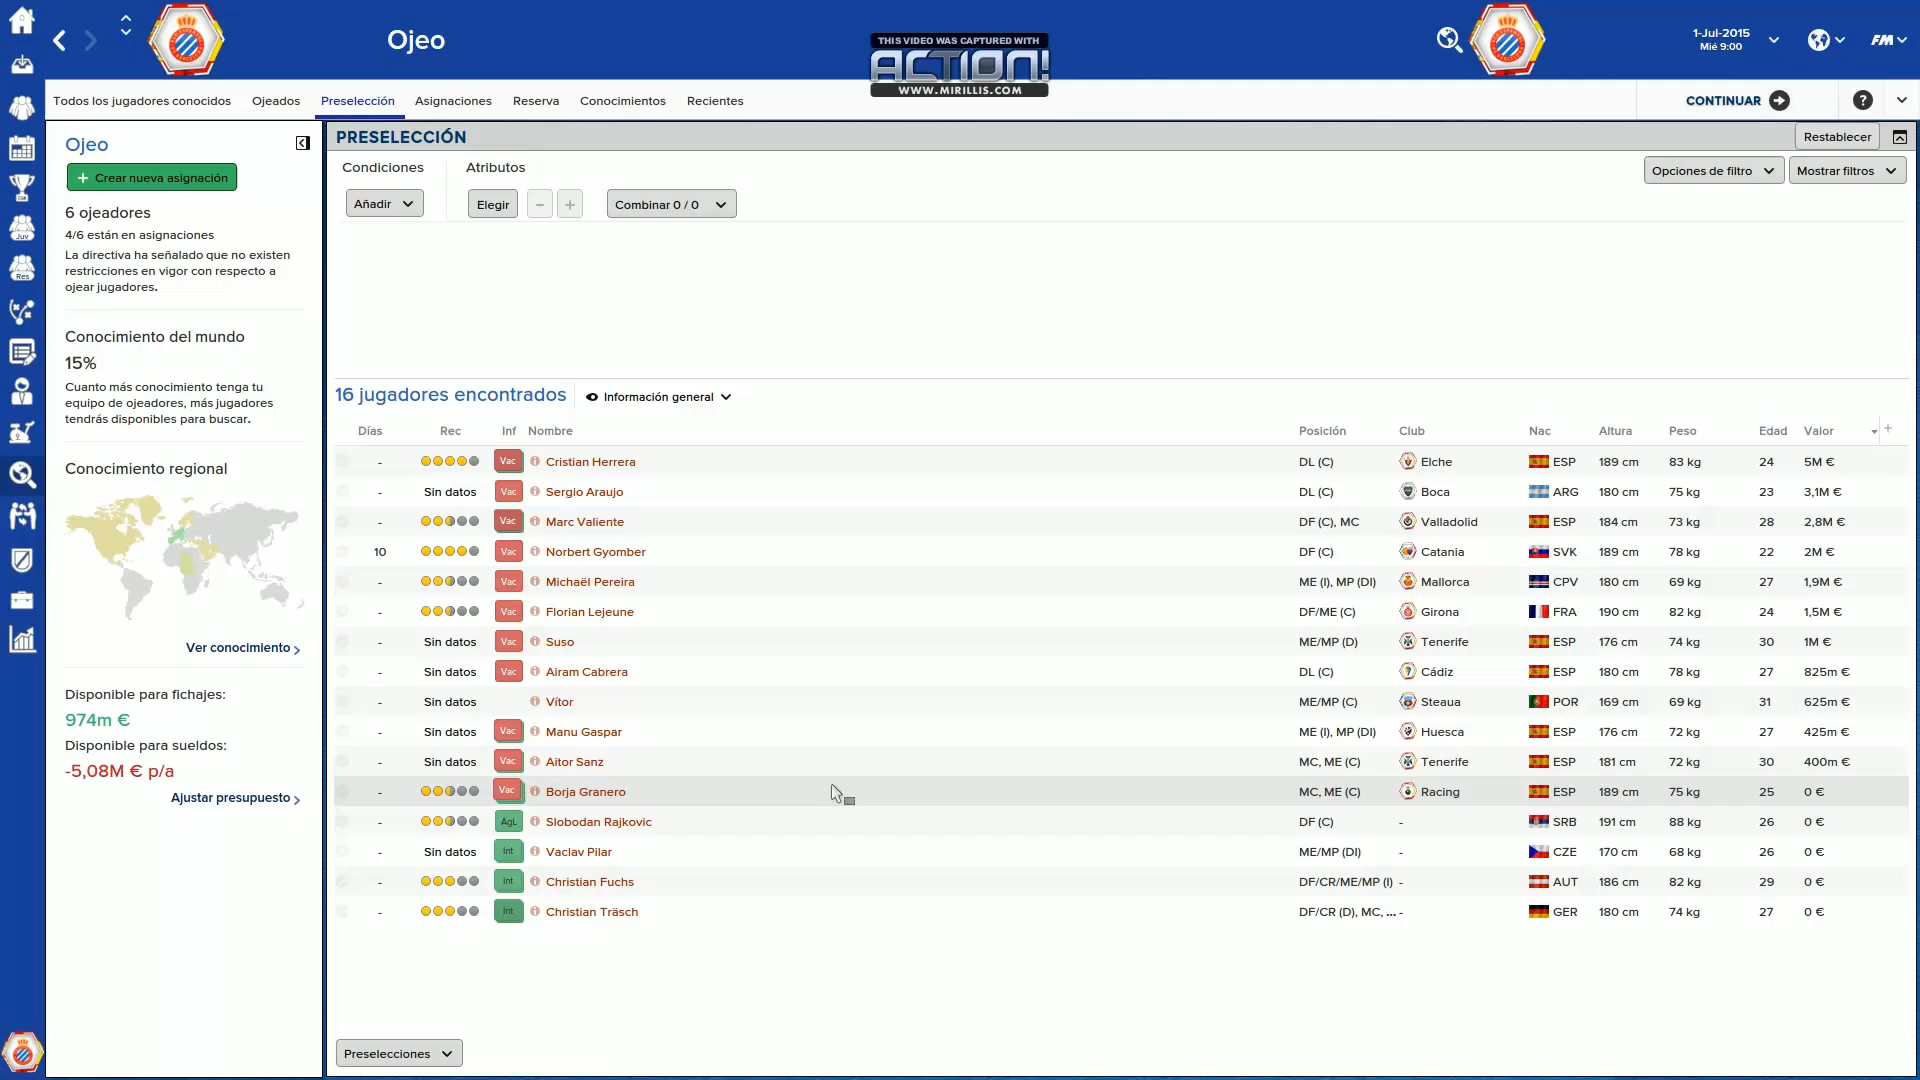 Ojeo
THIS VIDEO WAS CAPTURED WITH
ACTION!
WWW.MIRILLIS.COM
1-Jul-2015
Mié 9:00
FM
Todos los jugadores conocidos Ojeados Preselección Asignaciones Reserva Conocimientos Recientes
CONTINUAR
?
Ojeo
+ Crear nueva asignación
6 ojeadores
4/6 están en asignaciones
La directiva ha señalado que no existen
restricciones en vigor con respecto a
ojear jugadores.
Conocimiento del mundo
15%
Cuanto más conocimiento tenga tu
equipo de ojeadores, más jugadores
tendrás disponibles para buscar.
Conocimiento regional
Ver conocimiento
Disponible para fichajes:
974m €
Disponible para sueldos:
-5,08M € p/a
Ajustar presupuesto
Juv
Res
PRESELECCIÓN
Restablecer
Condiciones Atributos
Opciones de filtro Mostrar filtros
Añadir Elegir − + Combinar 0 / 0
16 jugadores encontrados Información general
Días Rec Inf Nombre Posición Club Nac Altura Peso Edad Valor +
- Vac Cristian Herrera DL (C) Elche ESP 189 cm 83 kg 24 5M €
- Sin datos Vac Sergio Araujo DL (C) Boca ARG 180 cm 75 kg 23 3,1M €
- Vac Marc Valiente DF (C), MC Valladolid ESP 184 cm 73 kg 28 2,8M €
10 Vac Norbert Gyomber DF (C) Catania SVK 189 cm 78 kg 22 2M €
- Vac Michaël Pereira ME (I), MP (DI) Mallorca CPV 180 cm 69 kg 27 1,9M €
- Vac Florian Lejeune DF/ME (C) Girona FRA 190 cm 82 kg 24 1,5M €
- Sin datos Vac Suso ME/MP (D) Tenerife ESP 176 cm 74 kg 30 1M €
- Sin datos Vac Airam Cabrera DL (C) Cádiz ESP 180 cm 78 kg 27 825m €
- Sin datos Vítor ME/MP (C) Steaua POR 169 cm 69 kg 31 625m €
- Sin datos Vac Manu Gaspar ME (I), MP (DI) Huesca ESP 176 cm 72 kg 27 425m €
- Sin datos Vac Aitor Sanz MC, ME (C) Tenerife ESP 181 cm 72 kg 30 400m €
- Vac Borja Granero MC, ME (C) Racing ESP 189 cm 75 kg 25 0 €
- AgL Slobodan Rajkovic DF (C) - SRB 191 cm 88 kg 26 0 €
- Sin datos Int Vaclav Pilar ME/MP (DI) - CZE 170 cm 68 kg 26 0 €
- Int Christian Fuchs DF/CR/ME/MP (I) - AUT 186 cm 82 kg 29 0 €
- Int Christian Träsch DF/CR (D), MC, ... - GER 180 cm 74 kg 27 0 €
Preselecciones